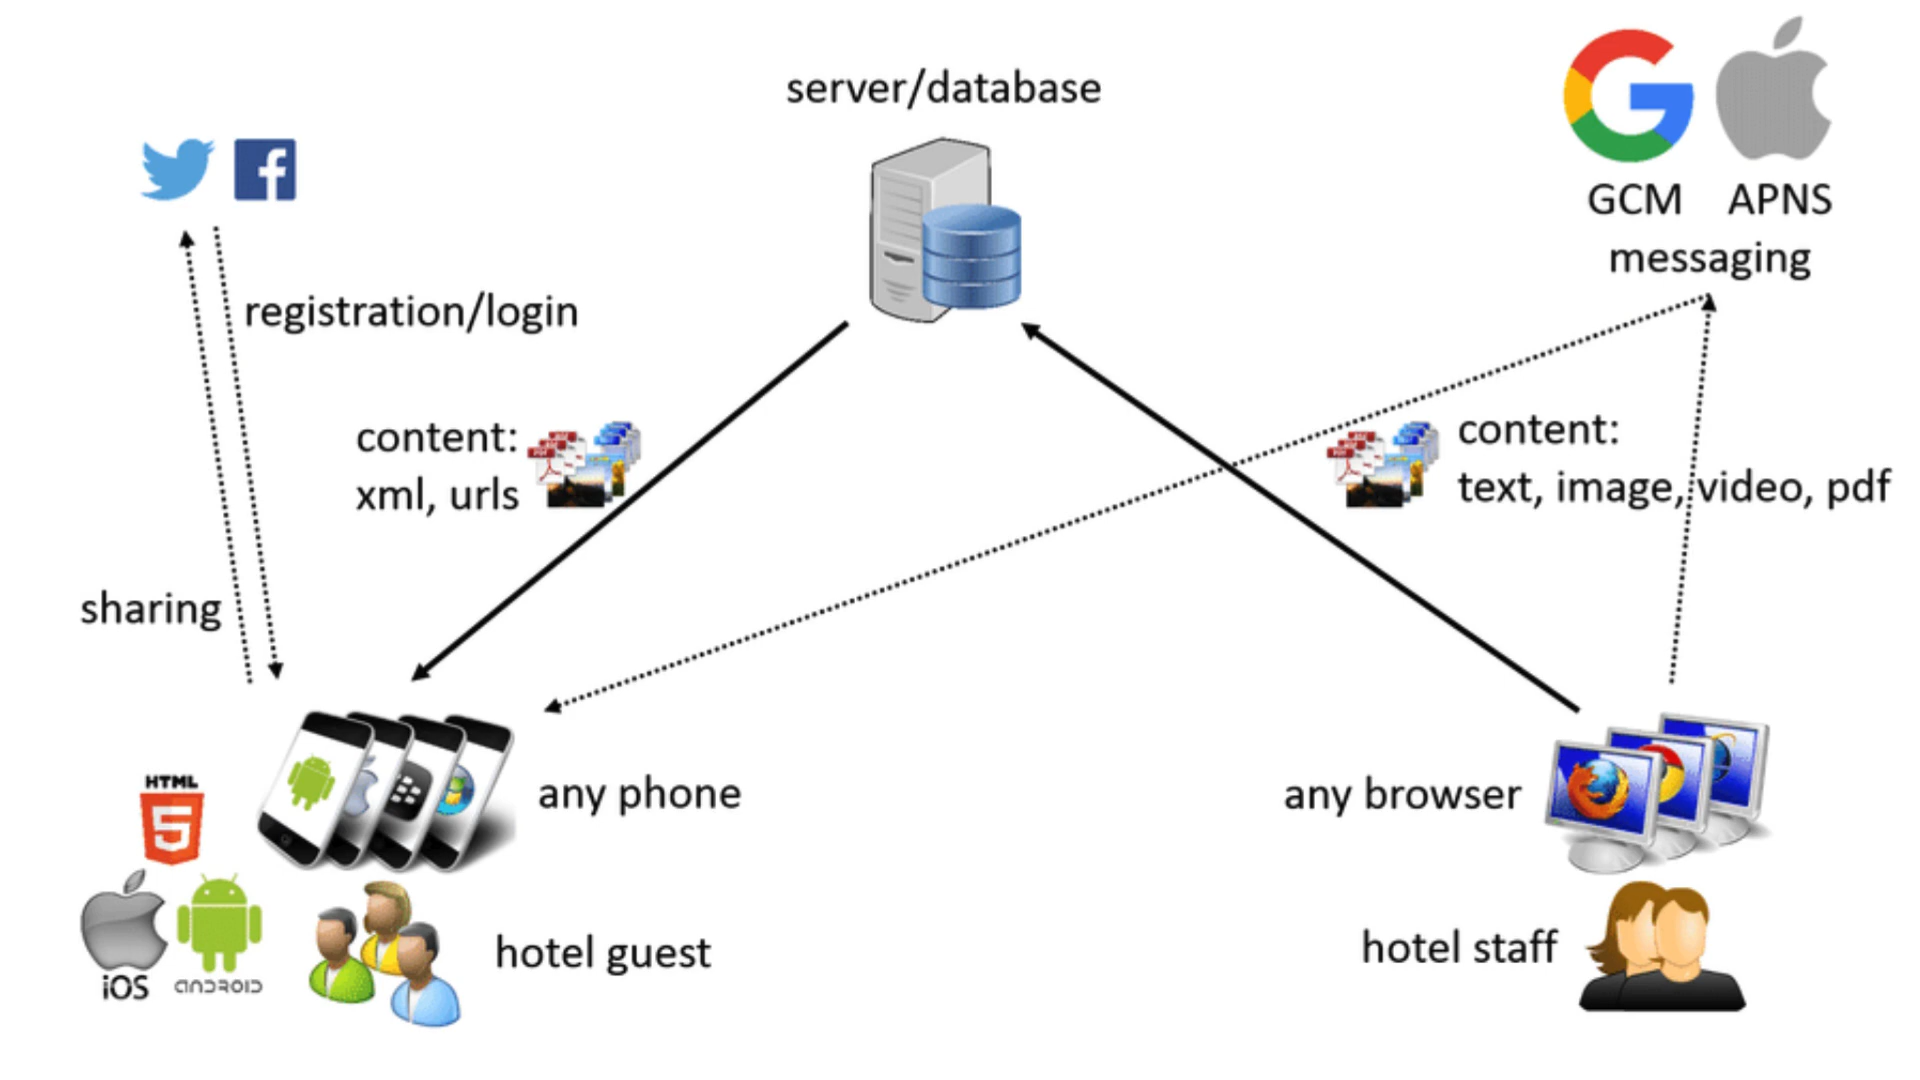 server/database
GCM APNS
messaging
registration/login
content:
xml, urls
content:
text, image, video, pdf
sharing
any phone
any browser
HTML
5
iOS
ANDROID
hotel guest
hotel staff